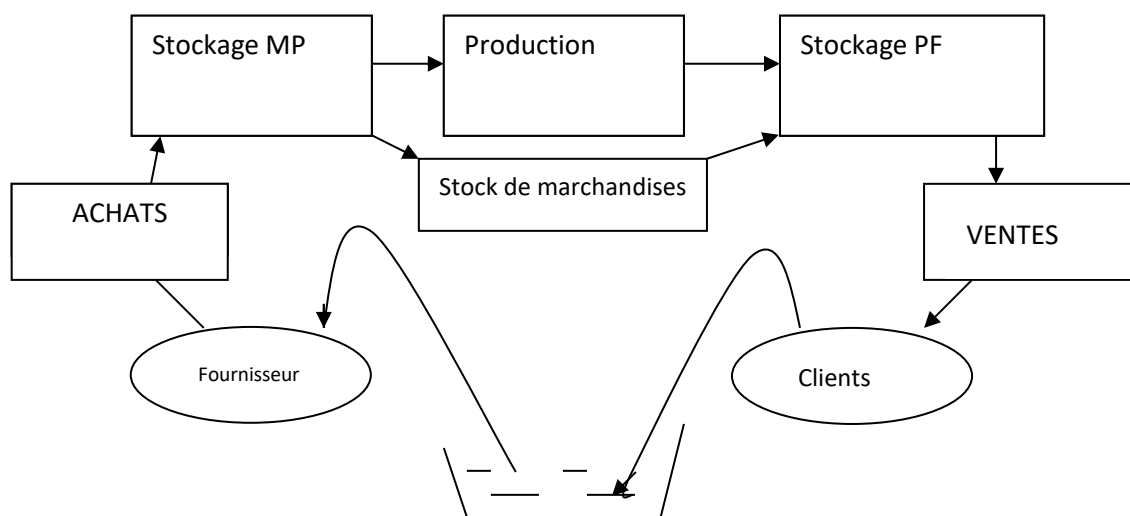 Stockage MP
Production
Stockage PF
Stock de marchandises
ACHATS
VENTES
Fournisseur
Clients